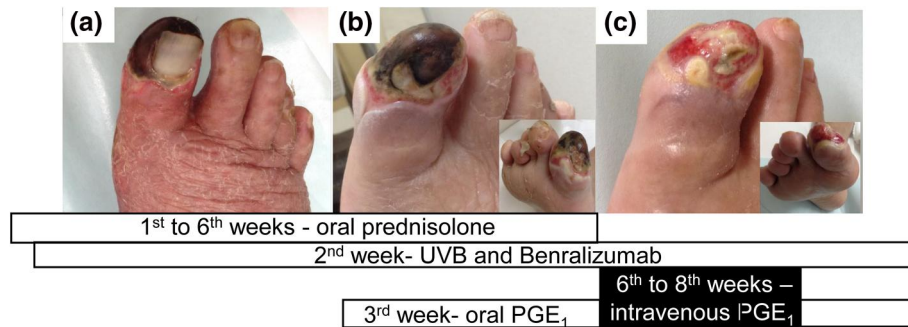 (a) (b) (c)
1st to 6th weeks - oral prednisolone
2nd week- UVB and Benralizumab
6th to 8th weeks –
intravenous PGE1
3rd week- oral PGE1